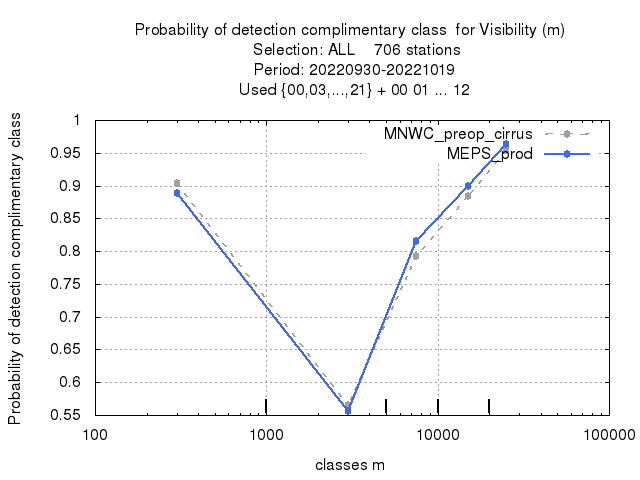 Probability of detection complimentary class  for Visibility (m)
Selection: ALL    706 stations
Period: 20220930-20221019
Used {00,03,...,21} + 00 01 ... 12
Probability of detection complimentary class
MNWC_preop_cirrus
MEPS_prod
1
0.95
0.9
0.85
0.8
0.75
0.7
0.65
0.6
0.55
100
1000
10000
100000
classes m